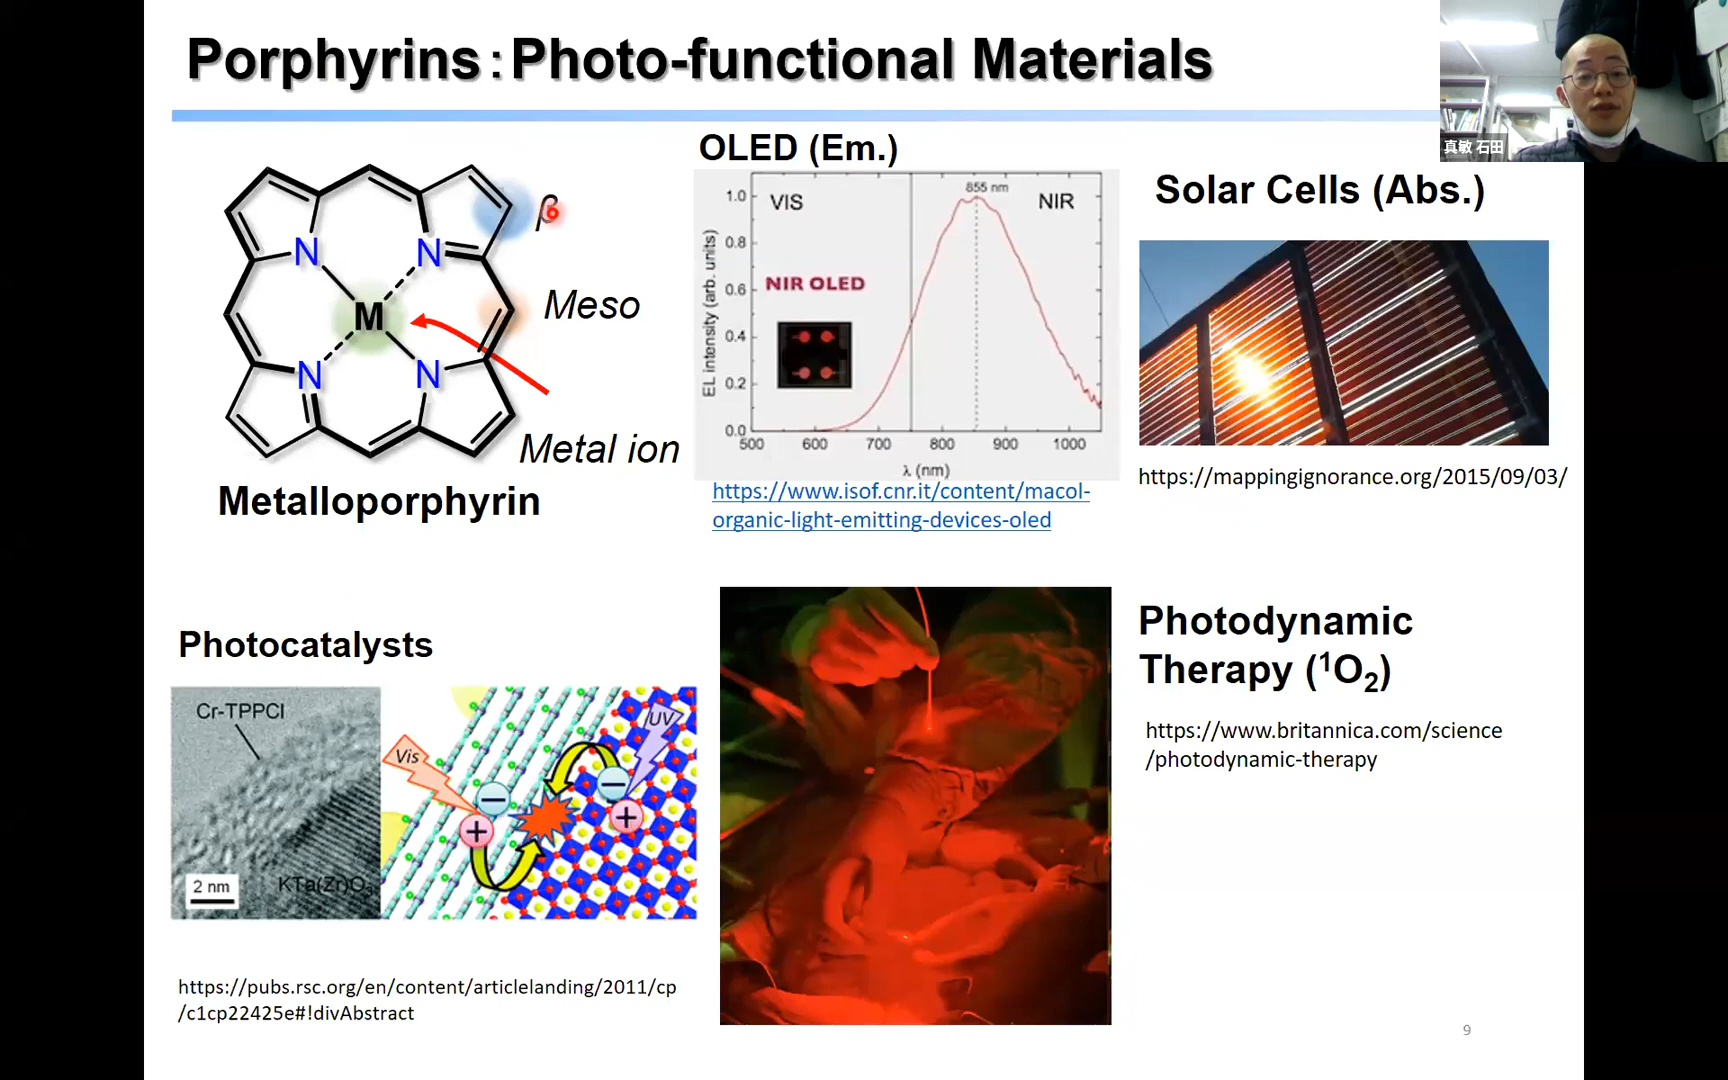 Porphyrins：Photo-functional Materials
真敏 石田
β
N
N
M
Meso
N
N
Metal ion
Metalloporphyrin
OLED (Em.)
855 nm
VIS
NIR
NIR OLED
EL intensity (arb. units)
1.0
0.8
0.6
0.4
0.2
0.0
500
600
700
800
900
1000
λ (nm)
https://www.isof.cnr.it/content/macol-
organic-light-emitting-devices-oled
Solar Cells (Abs.)
https://mappingignorance.org/2015/09/03/
Photocatalysts
Cr-TPPCl
2 nm
KTa(Zr)O3
Vis
UV
−
+
−
+
https://pubs.rsc.org/en/content/articlelanding/2011/cp
/c1cp22425e#!divAbstract
Photodynamic
Therapy (¹O₂)
https://www.britannica.com/science
/photodynamic-therapy
9